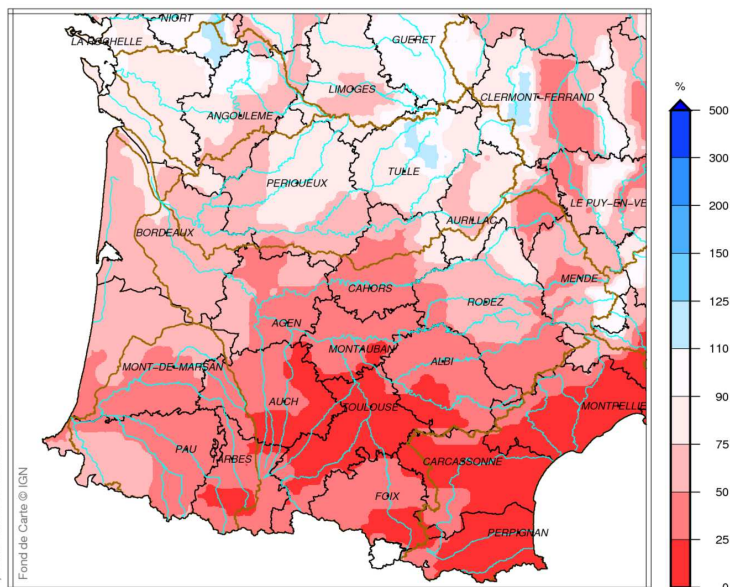 NIORT
LA ROCHELLE
GUERET
LIMOGES
CLERMONT-FERRAND
ANGOULEME
TULLE
PERIGUEUX
LE PUY-EN-VE
AURILLAC
BORDEAUX
MENDE
CAHORS
RODEZ
AGEN
MONTAUBAN
ALBI
MONT-DE-MARSAN
AUCH
TOULOUSE
MONTPELLIE
PAU
TARBES
CARCASSONNE
FOIX
PERPIGNAN
Fond de Carte © IGN
%
500
300
200
150
125
110
90
75
50
25
0